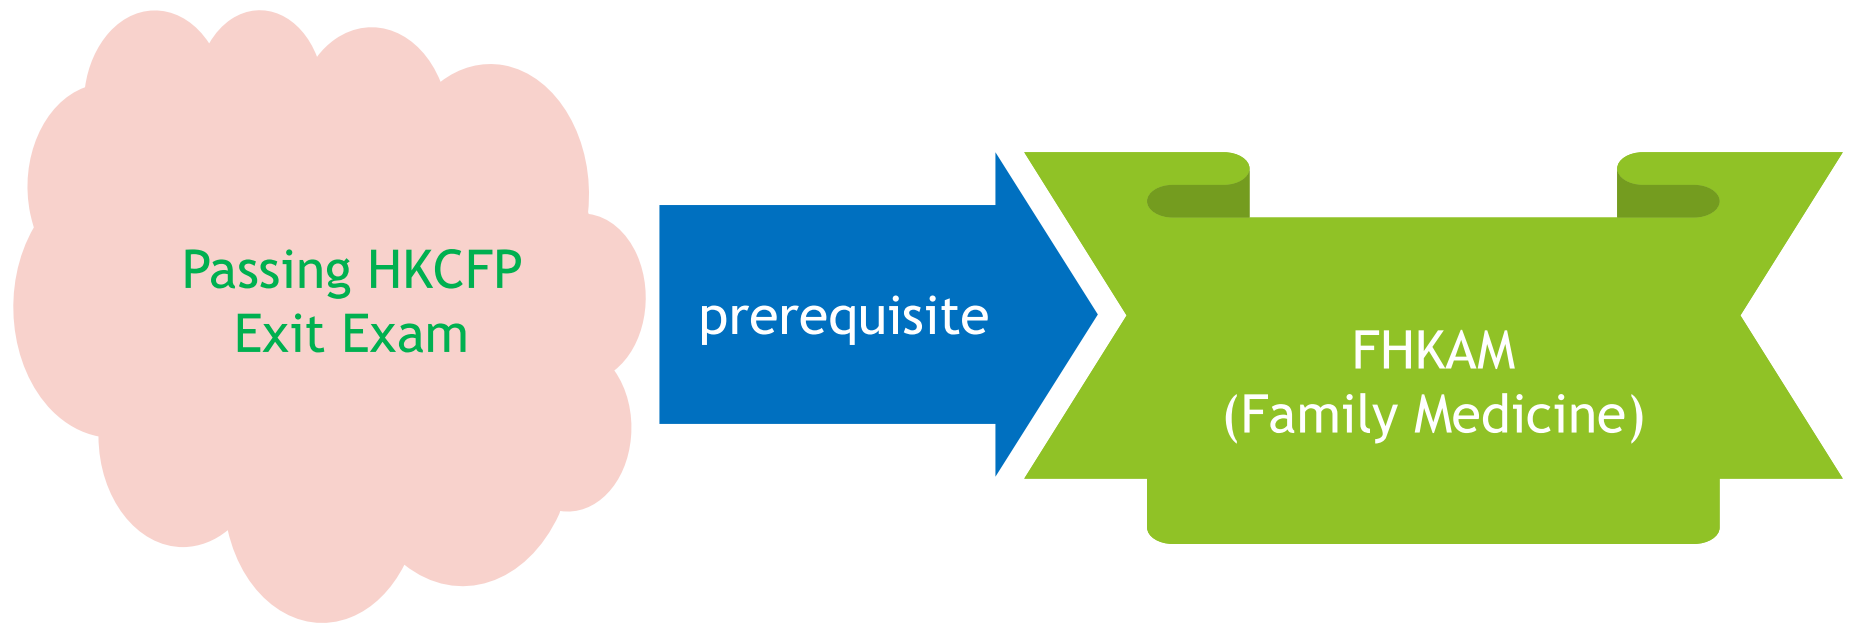 Passing HKCFP
Exit Exam
prerequisite
FHKAM
(Family Medicine)